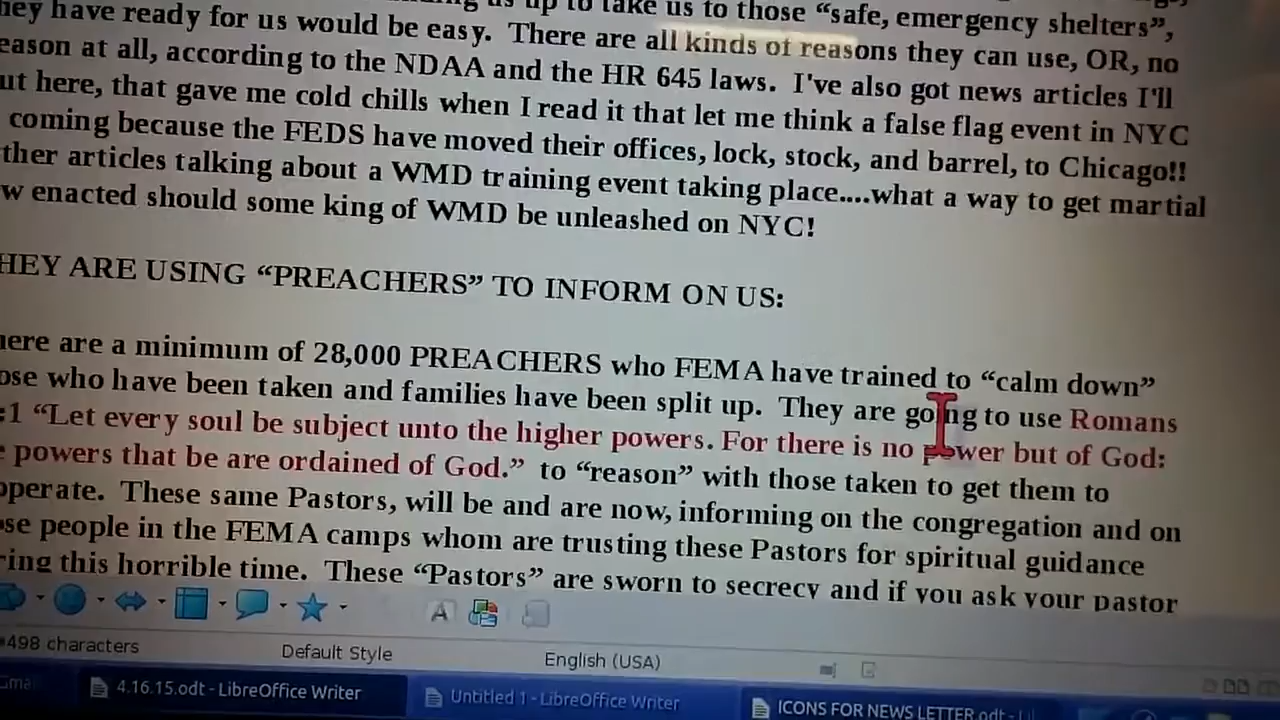 up to take us to those “safe, emergency shelters”,
hey have ready for us would be easy. There are all kinds of reasons they can use, OR, no
eason at all, according to the NDAA and the HR 645 laws. I've also got news articles I'll
ut here, that gave me cold chills when I read it that let me think a false flag event in NYC
coming because the FEDS have moved their offices, lock, stock, and barrel, to Chicago!!
ther articles talking about a WMD training event taking place....what a way to get martial
w enacted should some king of WMD be unleashed on NYC!
HEY ARE USING “PREACHERS” TO INFORM ON US:
here are a minimum of 28,000 PREACHERS who FEMA have trained to “calm down”
ose who have been taken and families have been split up. They are going to use Romans
:1 “Let every soul be subject unto the higher powers. For there is no power but of God:
e powers that be are ordained of God.” to “reason” with those taken to get them to
operate. These same Pastors, will be and are now, informing on the congregation and on
ose people in the FEMA camps whom are trusting these Pastors for spiritual guidance
ring this horrible time. These “Pastors” are sworn to secrecy and if you ask your pastor
498 characters
Default Style
English (USA)
4.16.15.odt - LibreOffice Writer
Untitled 1 - LibreOffice Writer
ICONS FOR NEWS LETTER.odt - Li